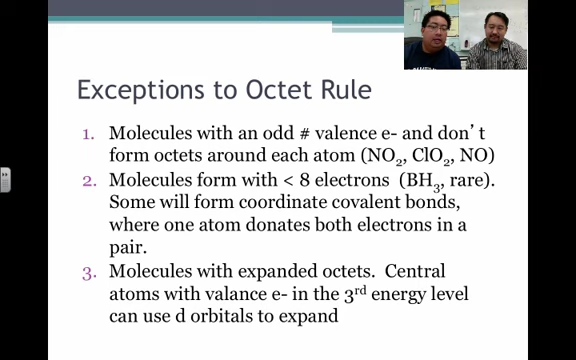 Exceptions to Octet Rule
1. Molecules with an odd # valence e- and don't
form octets around each atom (NO2, ClO2, NO)
2. Molecules form with < 8 electrons (BH3, rare).
Some will form coordinate covalent bonds,
where one atom donates both electrons in a
pair.
3. Molecules with expanded octets. Central
atoms with valance e- in the 3rd energy level
can use d orbitals to expand